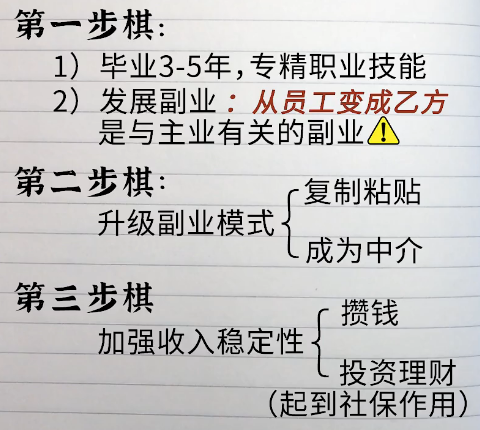 第一步棋：
1）毕业3-5年，专精职业技能
2）发展副业：从员工变成乙方
是与主业有关的副业⚠️
第二步棋：
升级副业模式
复制粘贴
成为中介
第三步棋
加强收入稳定性
攒钱
投资理财
（起到社保作用）